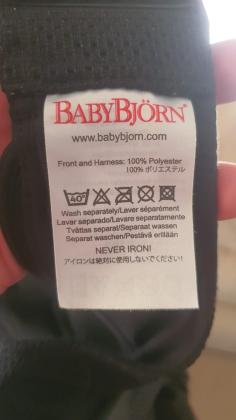 BABYBJÖRN®
www.babybjorn.com
Front and Harness: 100% Polyester
100% ポリエステル
40°
Wash separately/Laver séparément
Lavar separado/Lavare separatamente
Tvättas separat/Separaat wassen
Separat waschen/Pestävä erillään
NEVER IRON!
アイロンは絶対に使用しないでください!